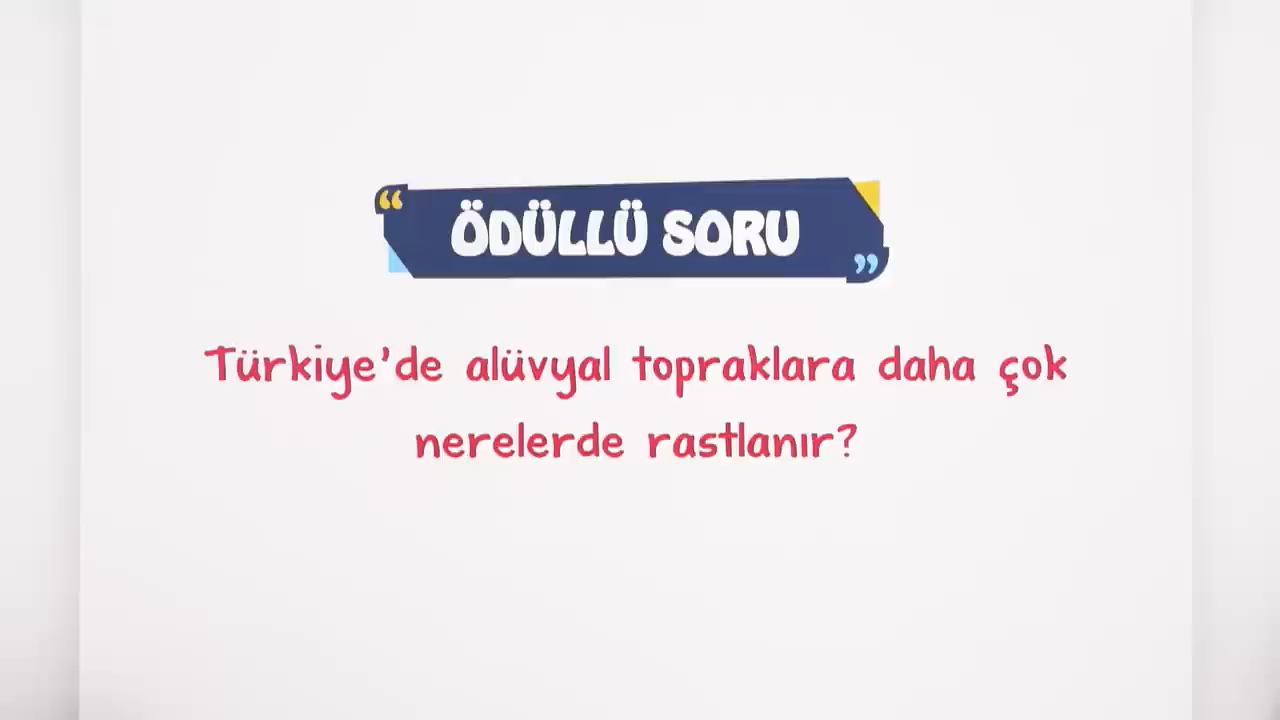 “ ÖDÜLLÜ SORU ”
Türkiye'de alüvyal topraklara daha çok
nerelerde rastlanır?